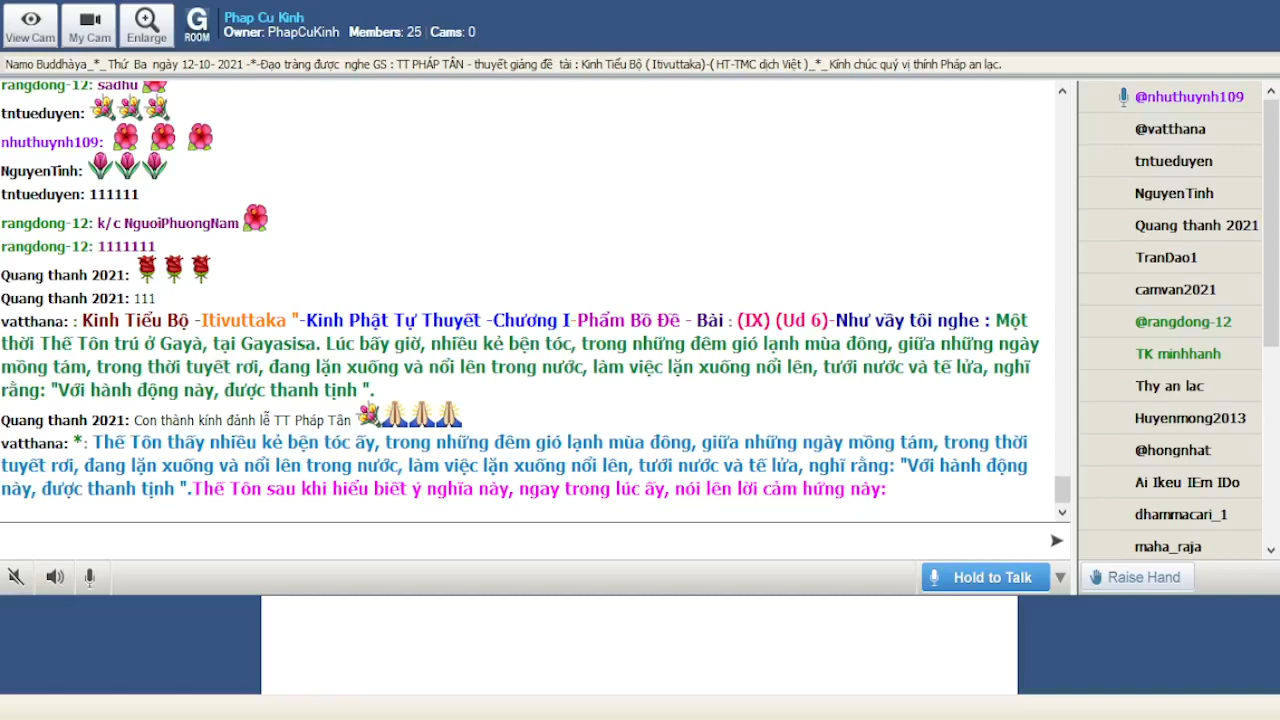 View Cam
My Cam
Enlarge
G
ROOM
Phap Cu Kinh
Owner: PhapCuKinh Members: 25 Cams: 0
Namo Buddhàya_*_ Thứ Ba ngày 12-10- 2021 -*-Đạo tràng được nghe GS : TT PHÁP TÂN - thuyết giảng đề tài : Kinh Tiểu Bộ ( Itivuttaka)-( HT-TMC dịch Việt )_*_ Kính chúc quý vị thính Pháp an lạc.
rangdong-12: sadhu
tntueduyen:
nhuthuynh109:
NguyenTinh:
tntueduyen: 111111
rangdong-12: k/c NguoiPhuongNam
rangdong-12: 1111111
Quang thanh 2021:
Quang thanh 2021: 111
vatthana: : Kinh Tiểu Bộ -Itivuttaka "-Kinh Phật Tự Thuyết -Chương I-Phẩm Bồ Đề - Bài : (IX) (Ud 6)-Như vầy tôi nghe : Một
thời Thế Tôn trú ở Gayà, tại Gayasisa. Lúc bấy giờ, nhiều kẻ bện tóc, trong những đêm gió lạnh mùa đông, giữa những ngày
mồng tám, trong thời tuyết rơi, đang lặn xuống và nổi lên trong nước, làm việc lặn xuống nổi lên, tưới nước và tế lửa, nghĩ
rằng: "Với hành động này, được thanh tịnh ".
Quang thanh 2021: Con thành kính đảnh lễ TT Pháp Tân
vatthana: *: Thế Tôn thấy nhiều kẻ bện tóc ấy, trong những đêm gió lạnh mùa đông, giữa những ngày mồng tám, trong thời
tuyết rơi, đang lặn xuống và nổi lên trong nước, làm việc lặn xuống nổi lên, tưới nước và tế lửa, nghĩ rằng: "Với hành động
này, được thanh tịnh ".Thế Tôn sau khi hiểu biết ý nghĩa này, ngay trong lúc ấy, nói lên lời cảm hứng này:
@nhuthuynh109
@vatthana
tntueduyen
NguyenTinh
Quang thanh 2021
TranDao1
camvan2021
@rangdong-12
TK minhhanh
Thy an lac
Huyenmong2013
@hongnhat
Ai Ikeu IEm IDo
dhammacari_1
maha_raja
Hold to Talk
Raise Hand